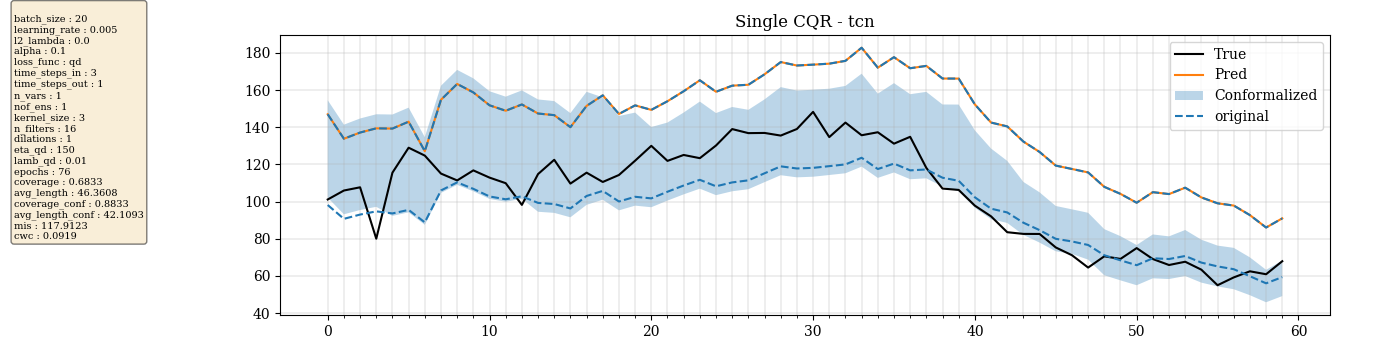 batch_size : 20
learning_rate : 0.005
l2_lambda : 0.0
alpha : 0.1
loss_func : qd
time_steps_in : 3
time_steps_out : 1
n_vars : 1
nof_ens : 1
kernel_size : 3
n_filters : 16
dilations : 1
eta_qd : 150
lamb_qd : 0.01
epochs : 76
coverage : 0.6833
avg_length : 46.3608
coverage_conf : 0.8833
avg_length_conf : 42.1093
mis : 117.9123
cwc : 0.0919
Single CQR - tcn
180
160
140
120
100
80
60
40
0 10 20 30 40 50 60
True
Pred
Conformalized
original